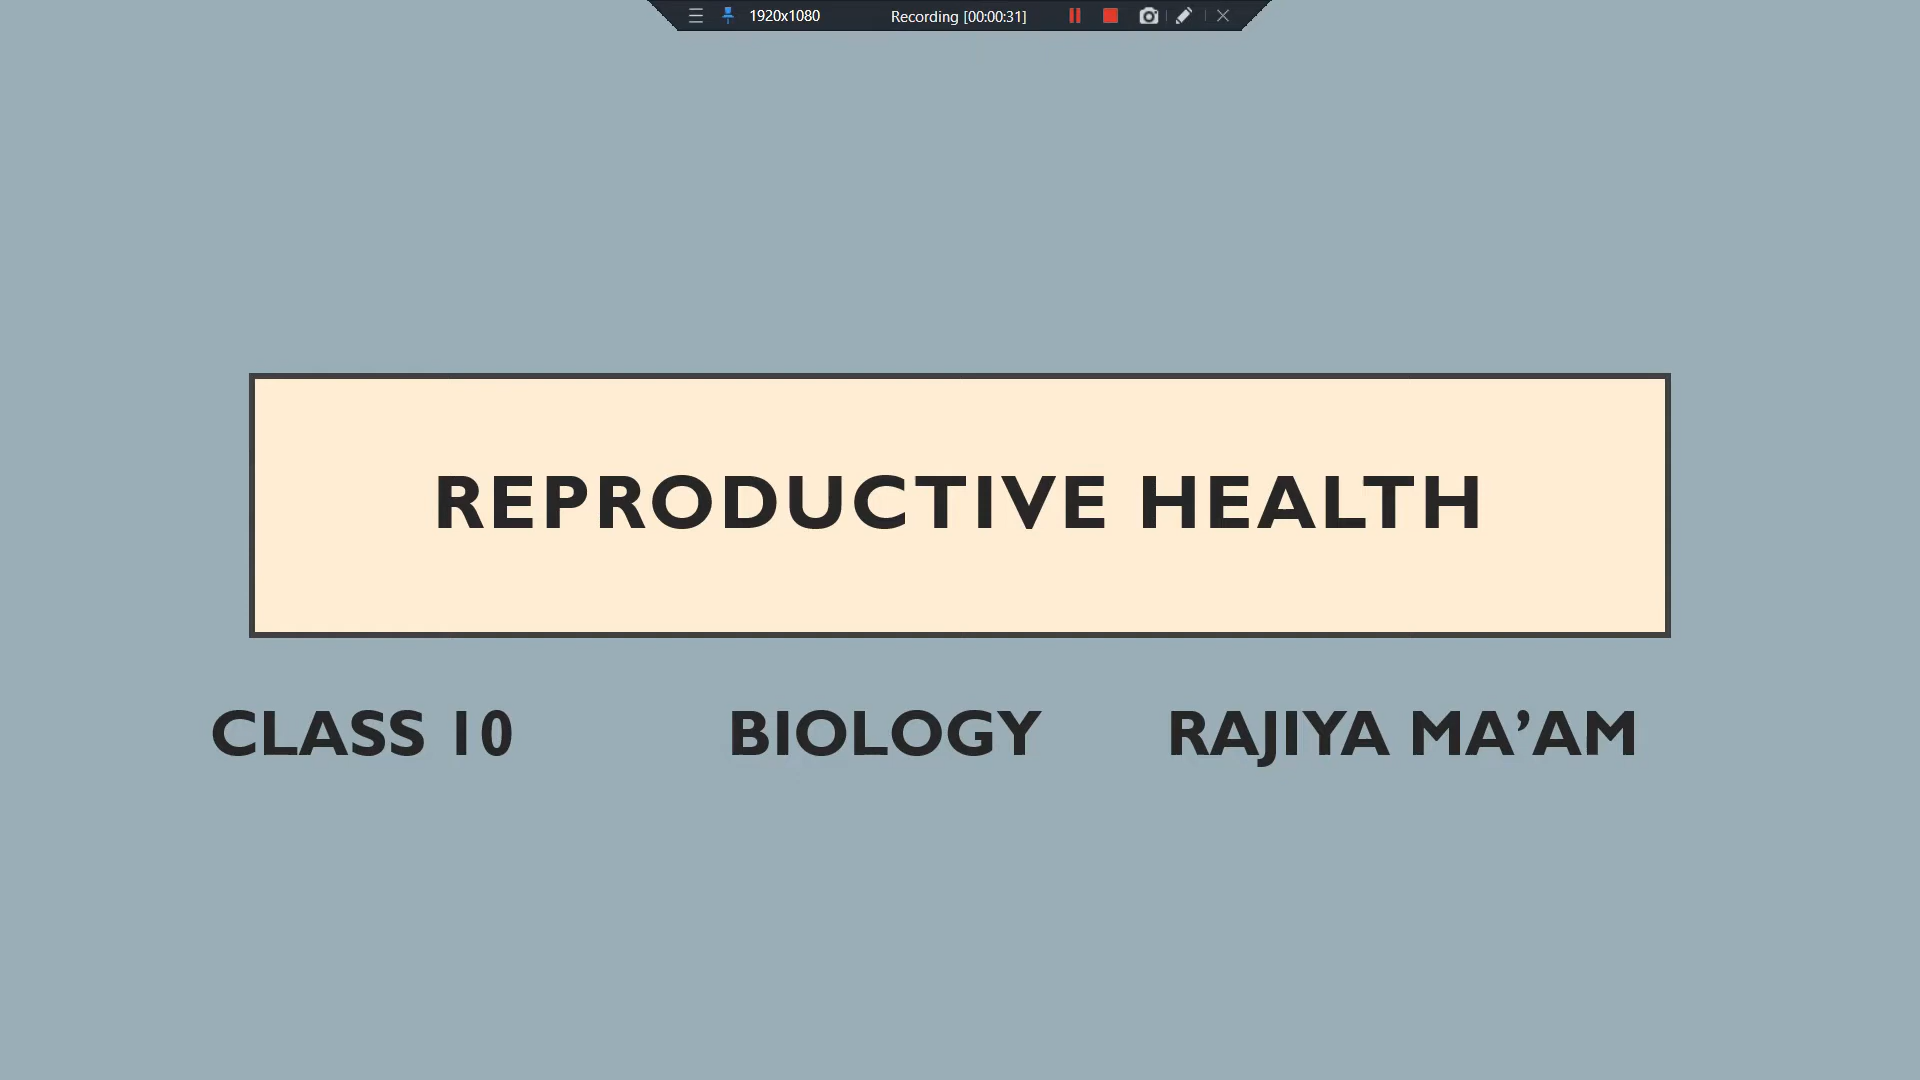 1920x1080 Recording [00:00:31]
REPRODUCTIVE HEALTH
CLASS 10 BIOLOGY RAJIYA MA’AM